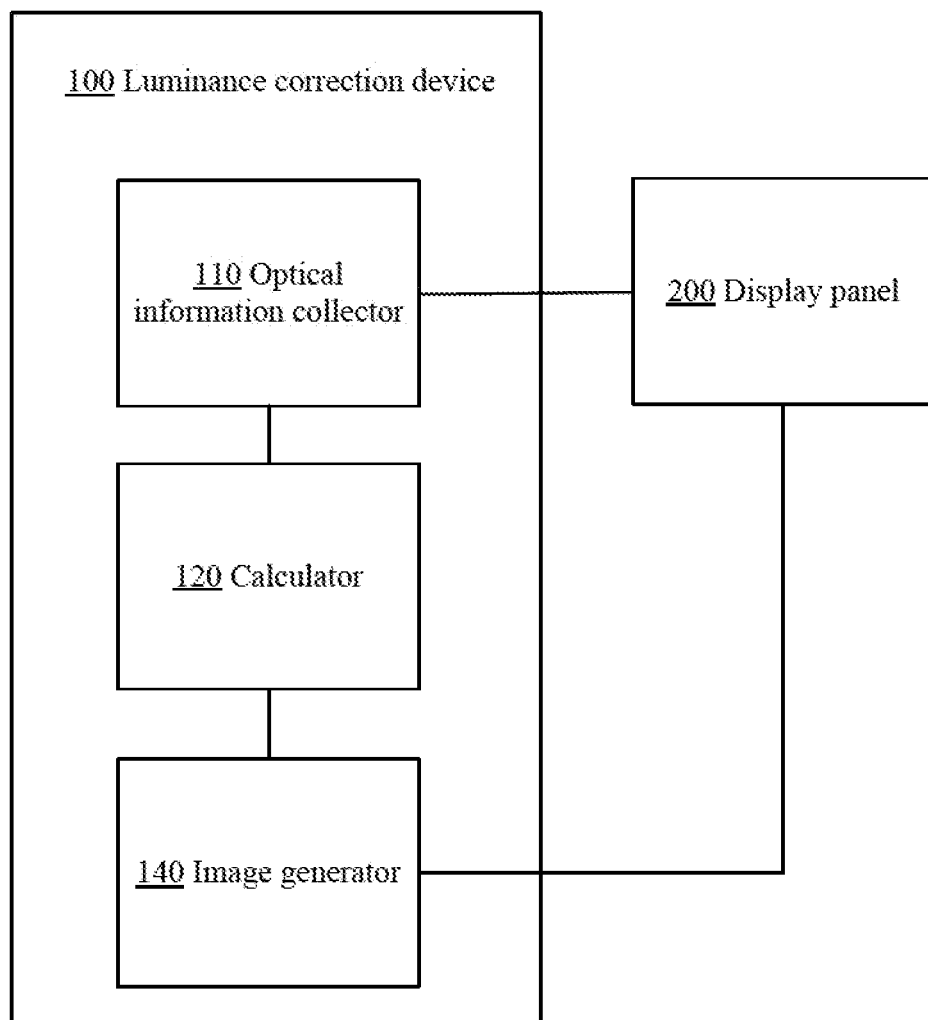 100 Luminance correction device
110 Optical
information collector
200 Display panel
120 Calculator
140 Image generator